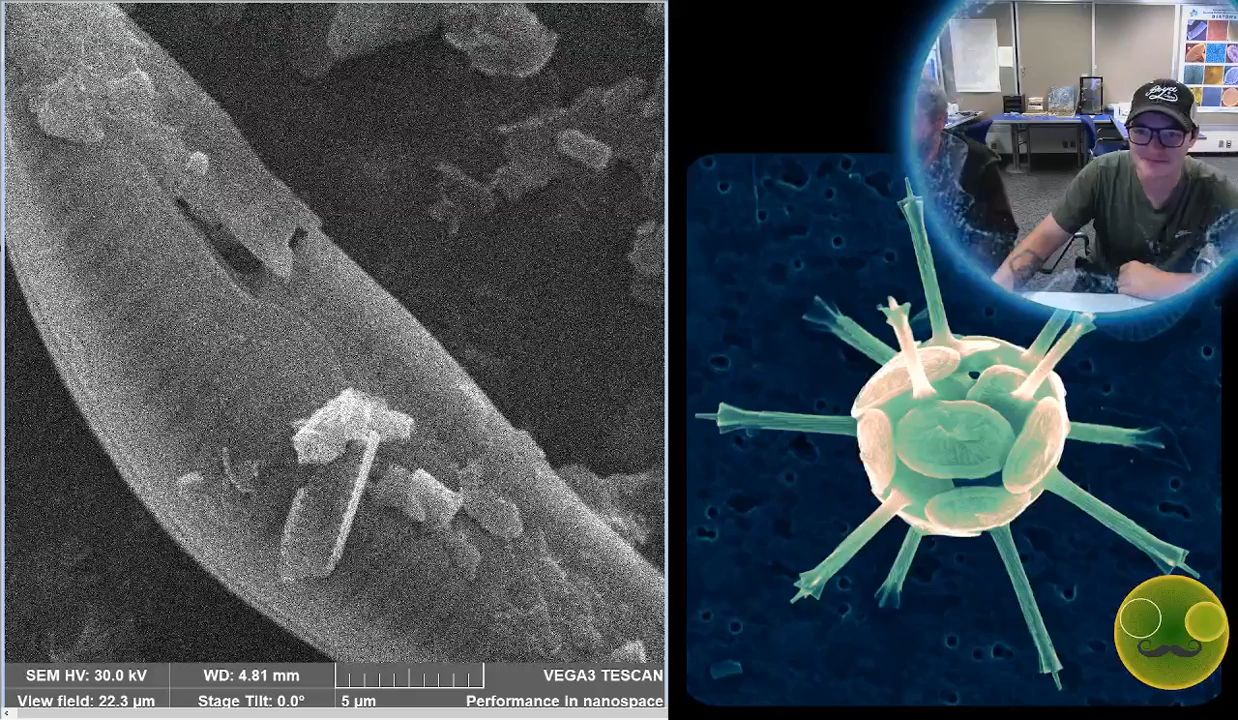 SEM HV: 30.0 kV
WD: 4.81 mm
VEGA3 TESCAN
View field: 22.3 µm
Stage Tilt: 0.0°
5 µm
Performance in nanospace
DIATOMS